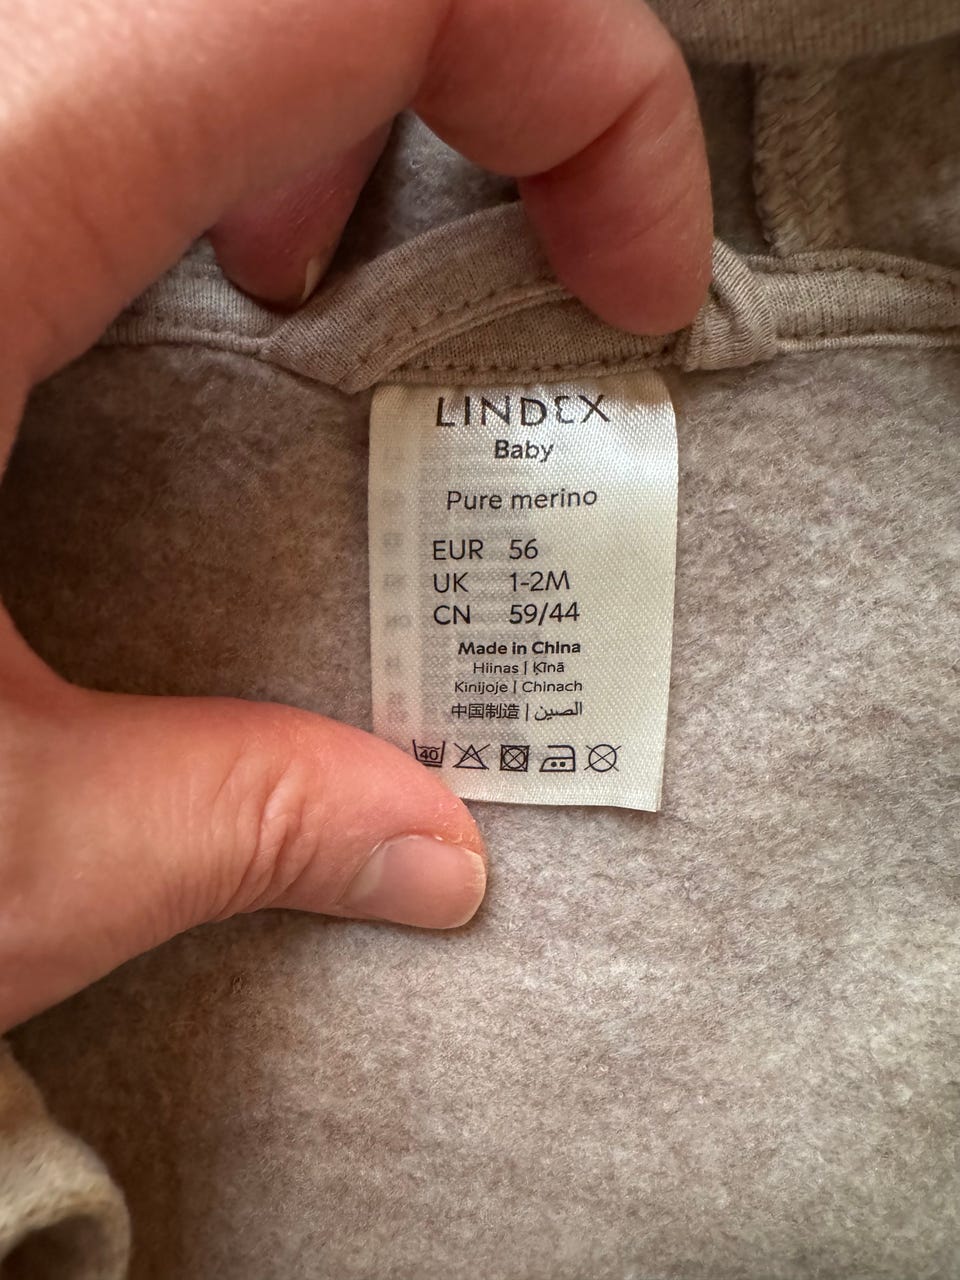 LINDEX
Baby
Pure merino
EUR 56
UK 1-2M
CN 59/44
Made in China
Hiinas | Ķīnā
Kinijoje | Chinach
中国制造 | الصين
40